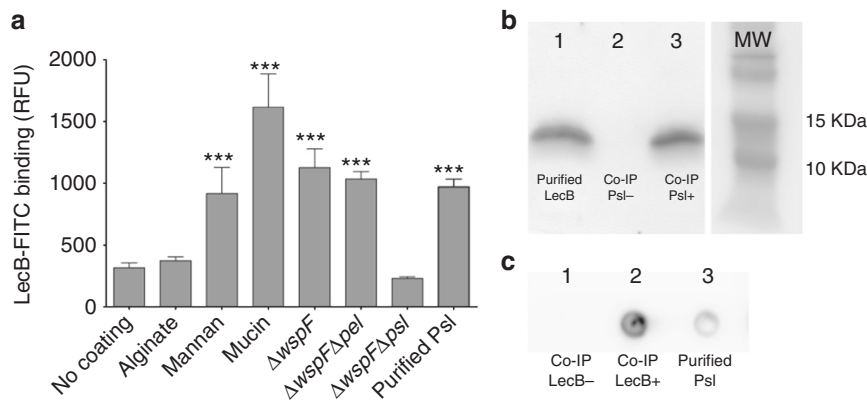 a
LecB-FITC binding (RFU)
2000
1500
1000
500
0
***
***
***
***
***
No coating
Alginate
Mannan
Mucin
ΔwspF
ΔwspFΔpel
ΔwspFΔpsl
Purified Psl
b
1 2 3 MW
15 KDa
10 KDa
Purified
LecB
Co-IP
Psl–
Co-IP
Psl+
c
1 2 3
Co-IP
LecB–
Co-IP
LecB+
Purified
Psl